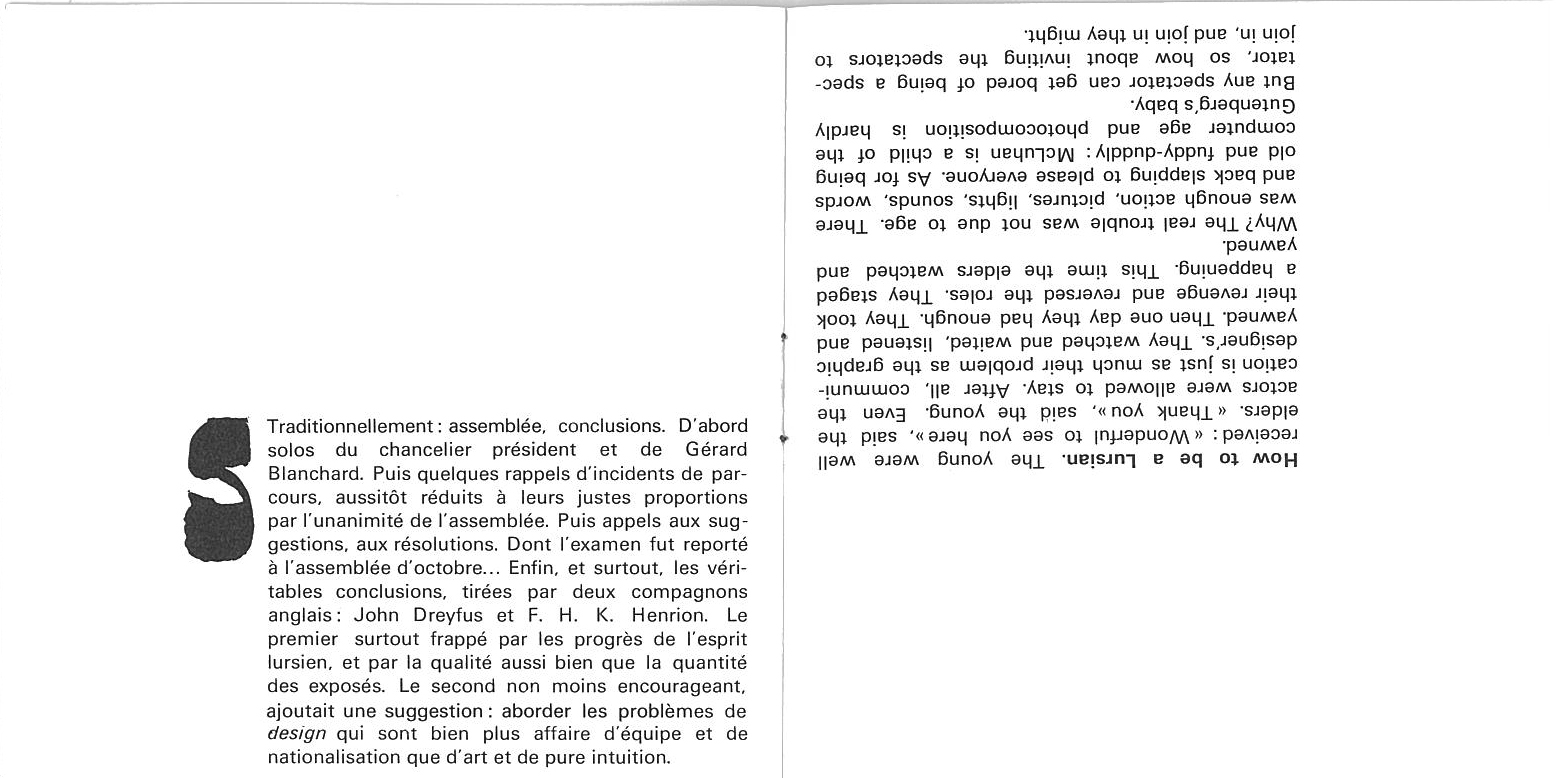 S
Traditionnellement : assemblée, conclusions. D'abord
solos du chancelier président et de Gérard
Blanchard. Puis quelques rappels d'incidents de par-
cours, aussitôt réduits à leurs justes proportions
par l'unanimité de l'assemblée. Puis appels aux sug-
gestions, aux résolutions. Dont l'examen fut reporté
à l'assemblée d'octobre... Enfin, et surtout, les véri-
tables conclusions, tirées par deux compagnons
anglais : John Dreyfus et F. H. K. Henrion. Le
premier surtout frappé par les progrès de l'esprit
lursien, et par la qualité aussi bien que la quantité
des exposés. Le second non moins encourageant,
ajoutait une suggestion : aborder les problèmes de
design qui sont bien plus affaire d'équipe et de
nationalisation que d'art et de pure intuition.
How to be a Lursian. The young were well
received : « Wonderful to see you here », said the
elders. « Thank you », said the young. Even the
actors were allowed to stay. After all, communi-
cation is just as much their problem as the graphic
designer's. They watched and waited, listened and
yawned. Then one day they had enough. They took
their revenge and reversed the roles. They staged
a happening. This time the elders watched and
yawned.
Why? The real trouble was not due to age. There
was enough action, pictures, lights, sounds, words
and back slapping to please everyone. As for being
old and fuddy-duddly : McLuhan is a child of the
computer age and photocomposition is hardly
Gutenberg's baby.
But any spectator can get bored of being a spec-
tator, so how about inviting the spectators to
join in, and join in they might.